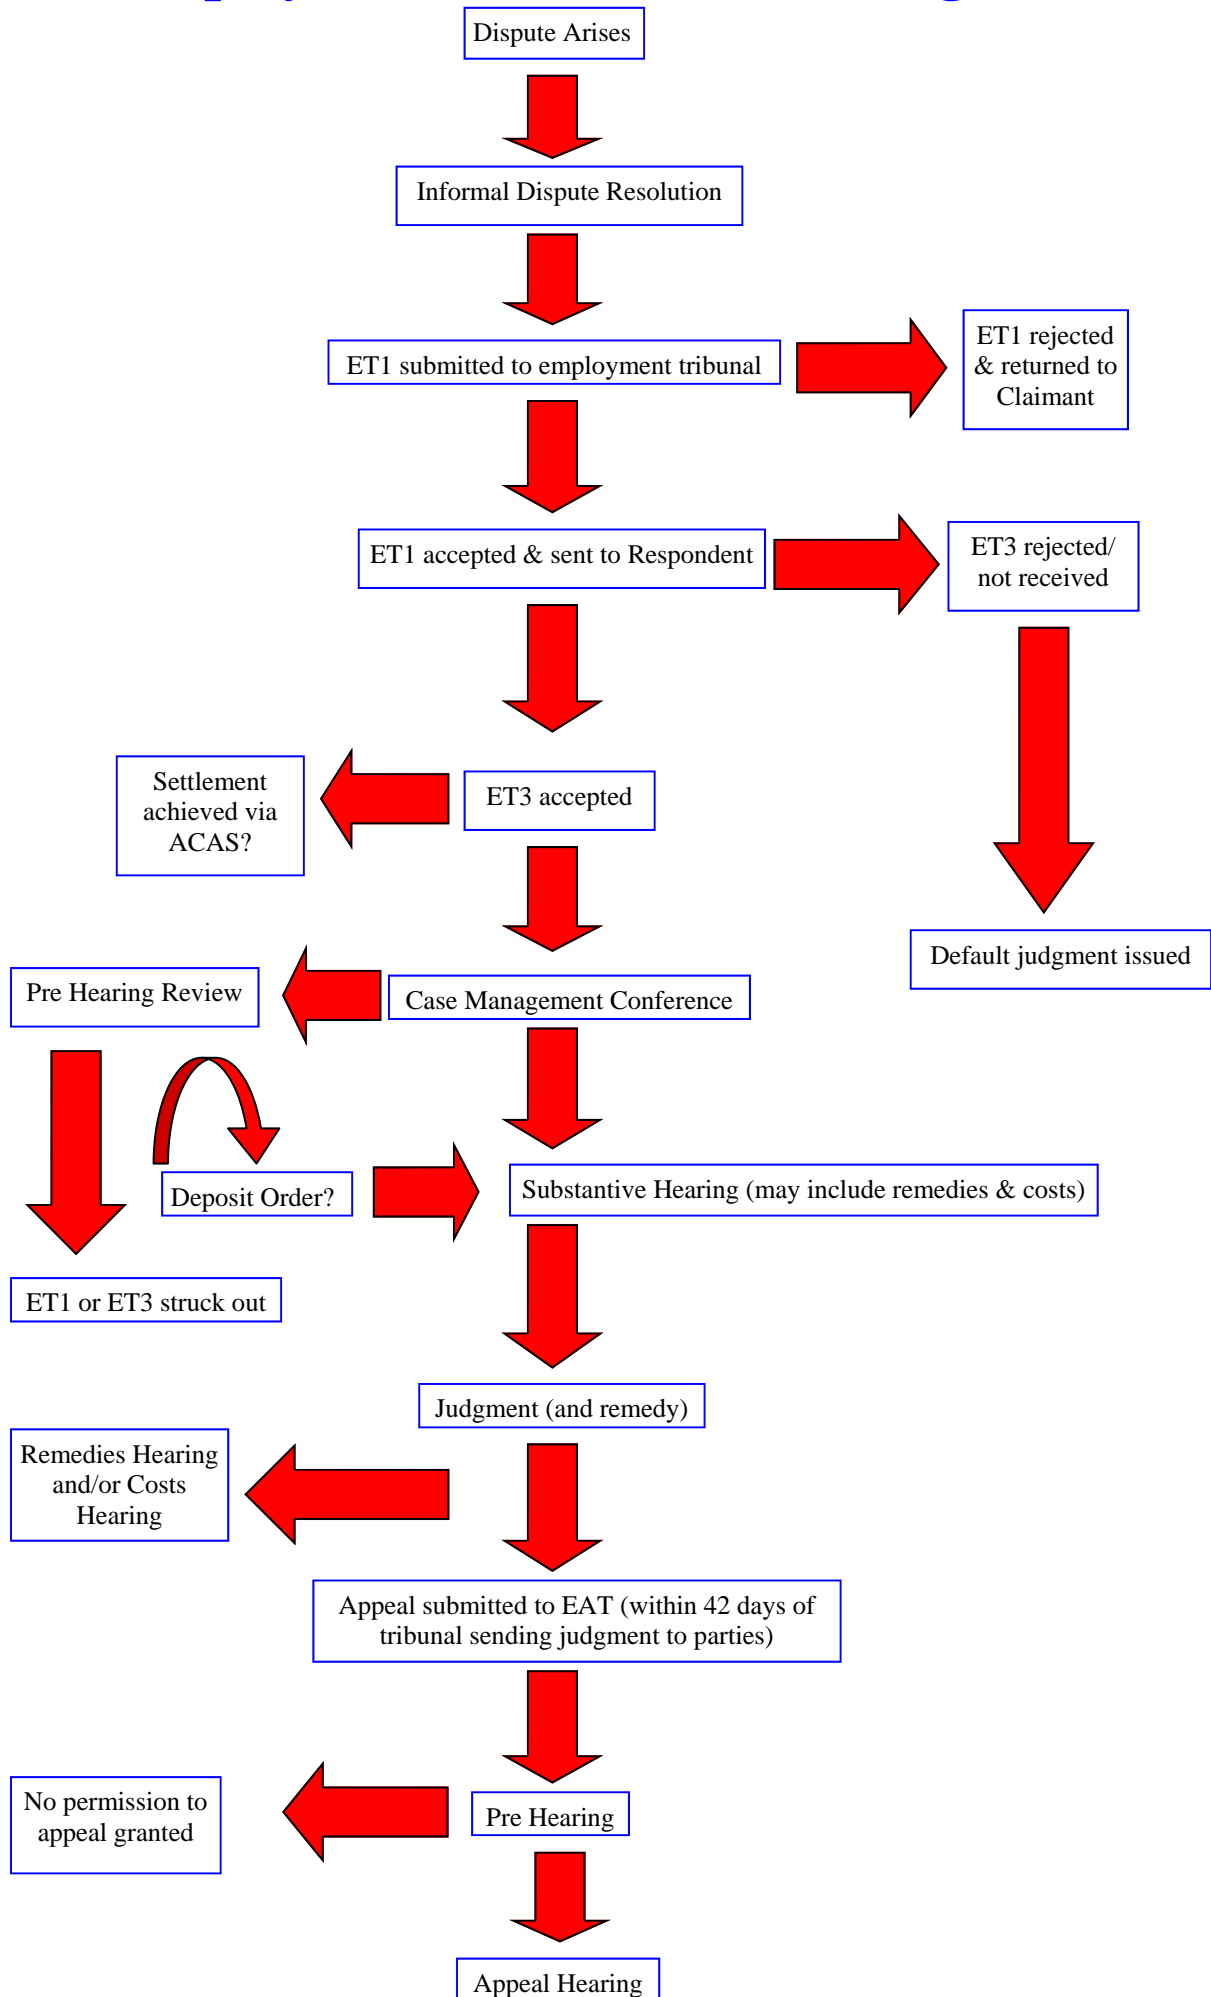 Dispute Arises
Informal Dispute Resolution
ET1 submitted to employment tribunal
ET1 rejected
& returned to
Claimant
ET1 accepted & sent to Respondent
ET3 rejected/
not received
Settlement
achieved via
ACAS?
ET3 accepted
Default judgment issued
Pre Hearing Review
Case Management Conference
Deposit Order?
Substantive Hearing (may include remedies & costs)
ET1 or ET3 struck out
Judgment (and remedy)
Remedies Hearing
and/or Costs
Hearing
Appeal submitted to EAT (within 42 days of
tribunal sending judgment to parties)
No permission to
appeal granted
Pre Hearing
Appeal Hearing